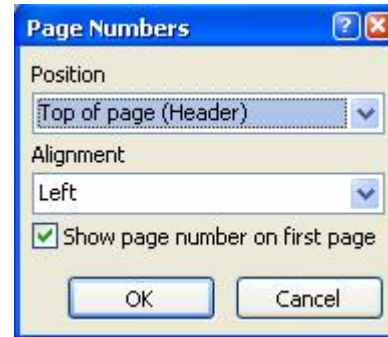 Page Numbers
Position
Top of page (Header)
Alignment
Left
Show page number on first page
OK Cancel